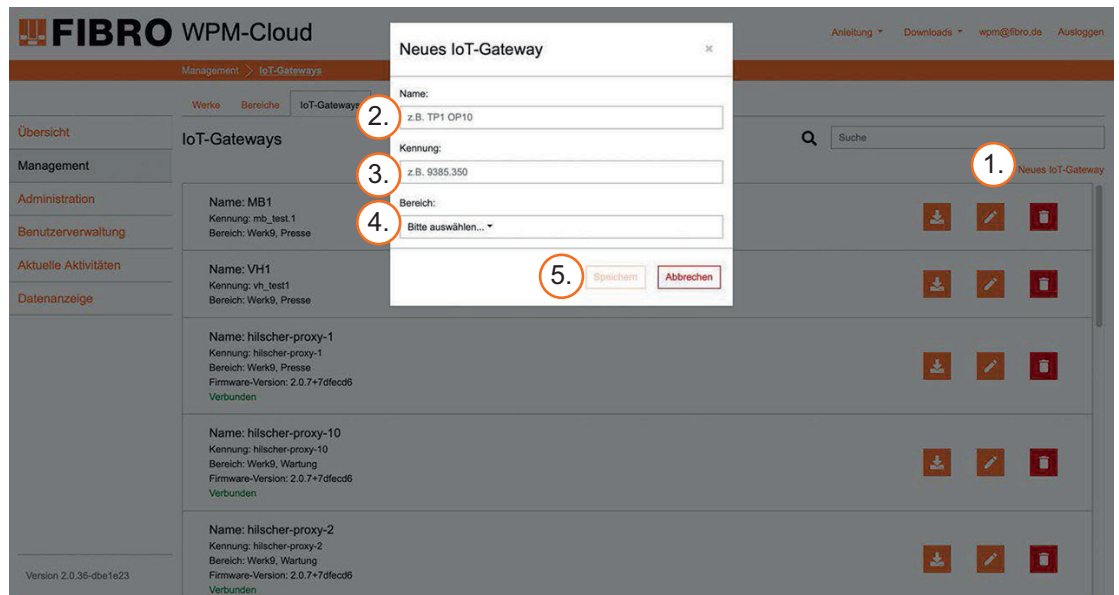 FIBRO WPM-Cloud
Anleitung Downloads wpm@fibro.de Ausloggen
Management > IoT-Gateways
Werke Bereiche IoT-Gateways
Übersicht
Management
Administration
Benutzerverwaltung
Aktuelle Aktivitäten
Datenanzeige
Version 2.0.36-dbe1e23
IoT-Gateways
Suche
1. Neues IoT-Gateway
Neues IoT-Gateway ×
Name:
2. z.B. TP1 OP10
Kennung:
3. z.B. 9385.350
Bereich:
4. Bitte auswählen...
5. Speichern Abbrechen
Name: MB1
Kennung: mb_test.1
Bereich: Werk9, Presse
Name: VH1
Kennung: vh_test1
Bereich: Werk9, Presse
Name: hilscher-proxy-1
Kennung: hilscher-proxy-1
Bereich: Werk9, Presse
Firmware-Version: 2.0.7+7dfecd6
Verbunden
Name: hilscher-proxy-10
Kennung: hilscher-proxy-10
Bereich: Werk9, Wartung
Firmware-Version: 2.0.7+7dfecd6
Verbunden
Name: hilscher-proxy-2
Kennung: hilscher-proxy-2
Bereich: Werk9, Wartung
Firmware-Version: 2.0.7+7dfecd6
Verbunden